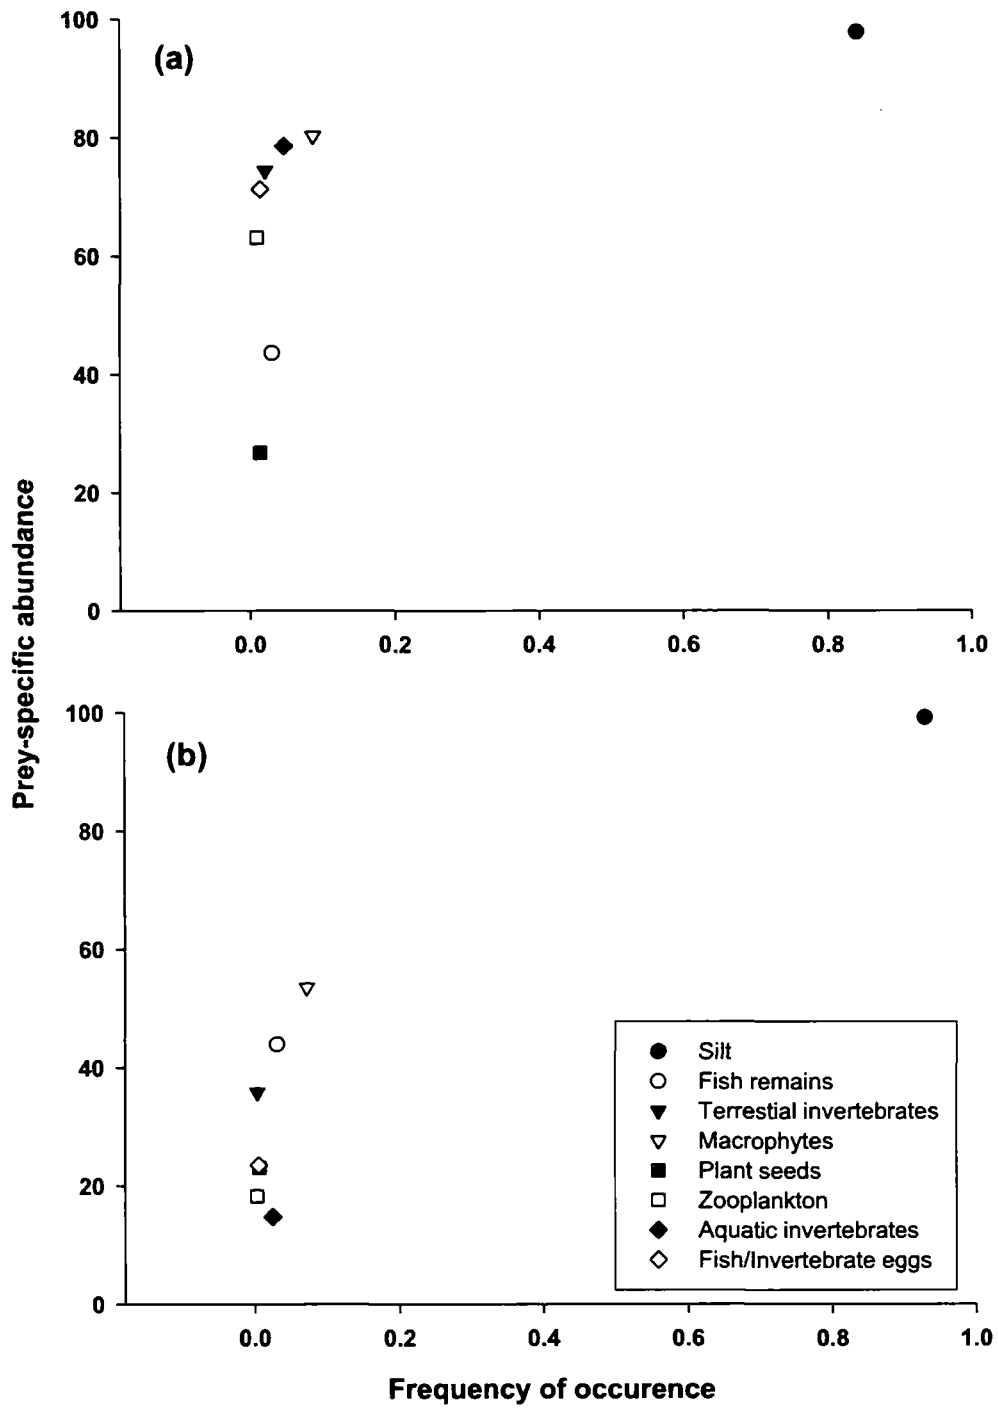 100
(a)
80
60
40
20
0
0.0 0.2 0.4 0.6 0.8 1.0
Prey-specific abundance
100
(b)
80
60
40
20
0
Silt
Fish remains
Terrestial invertebrates
Macrophytes
Plant seeds
Zooplankton
Aquatic invertebrates
Fish/Invertebrate eggs
0.0 0.2 0.4 0.6 0.8 1.0
Frequency of occurence